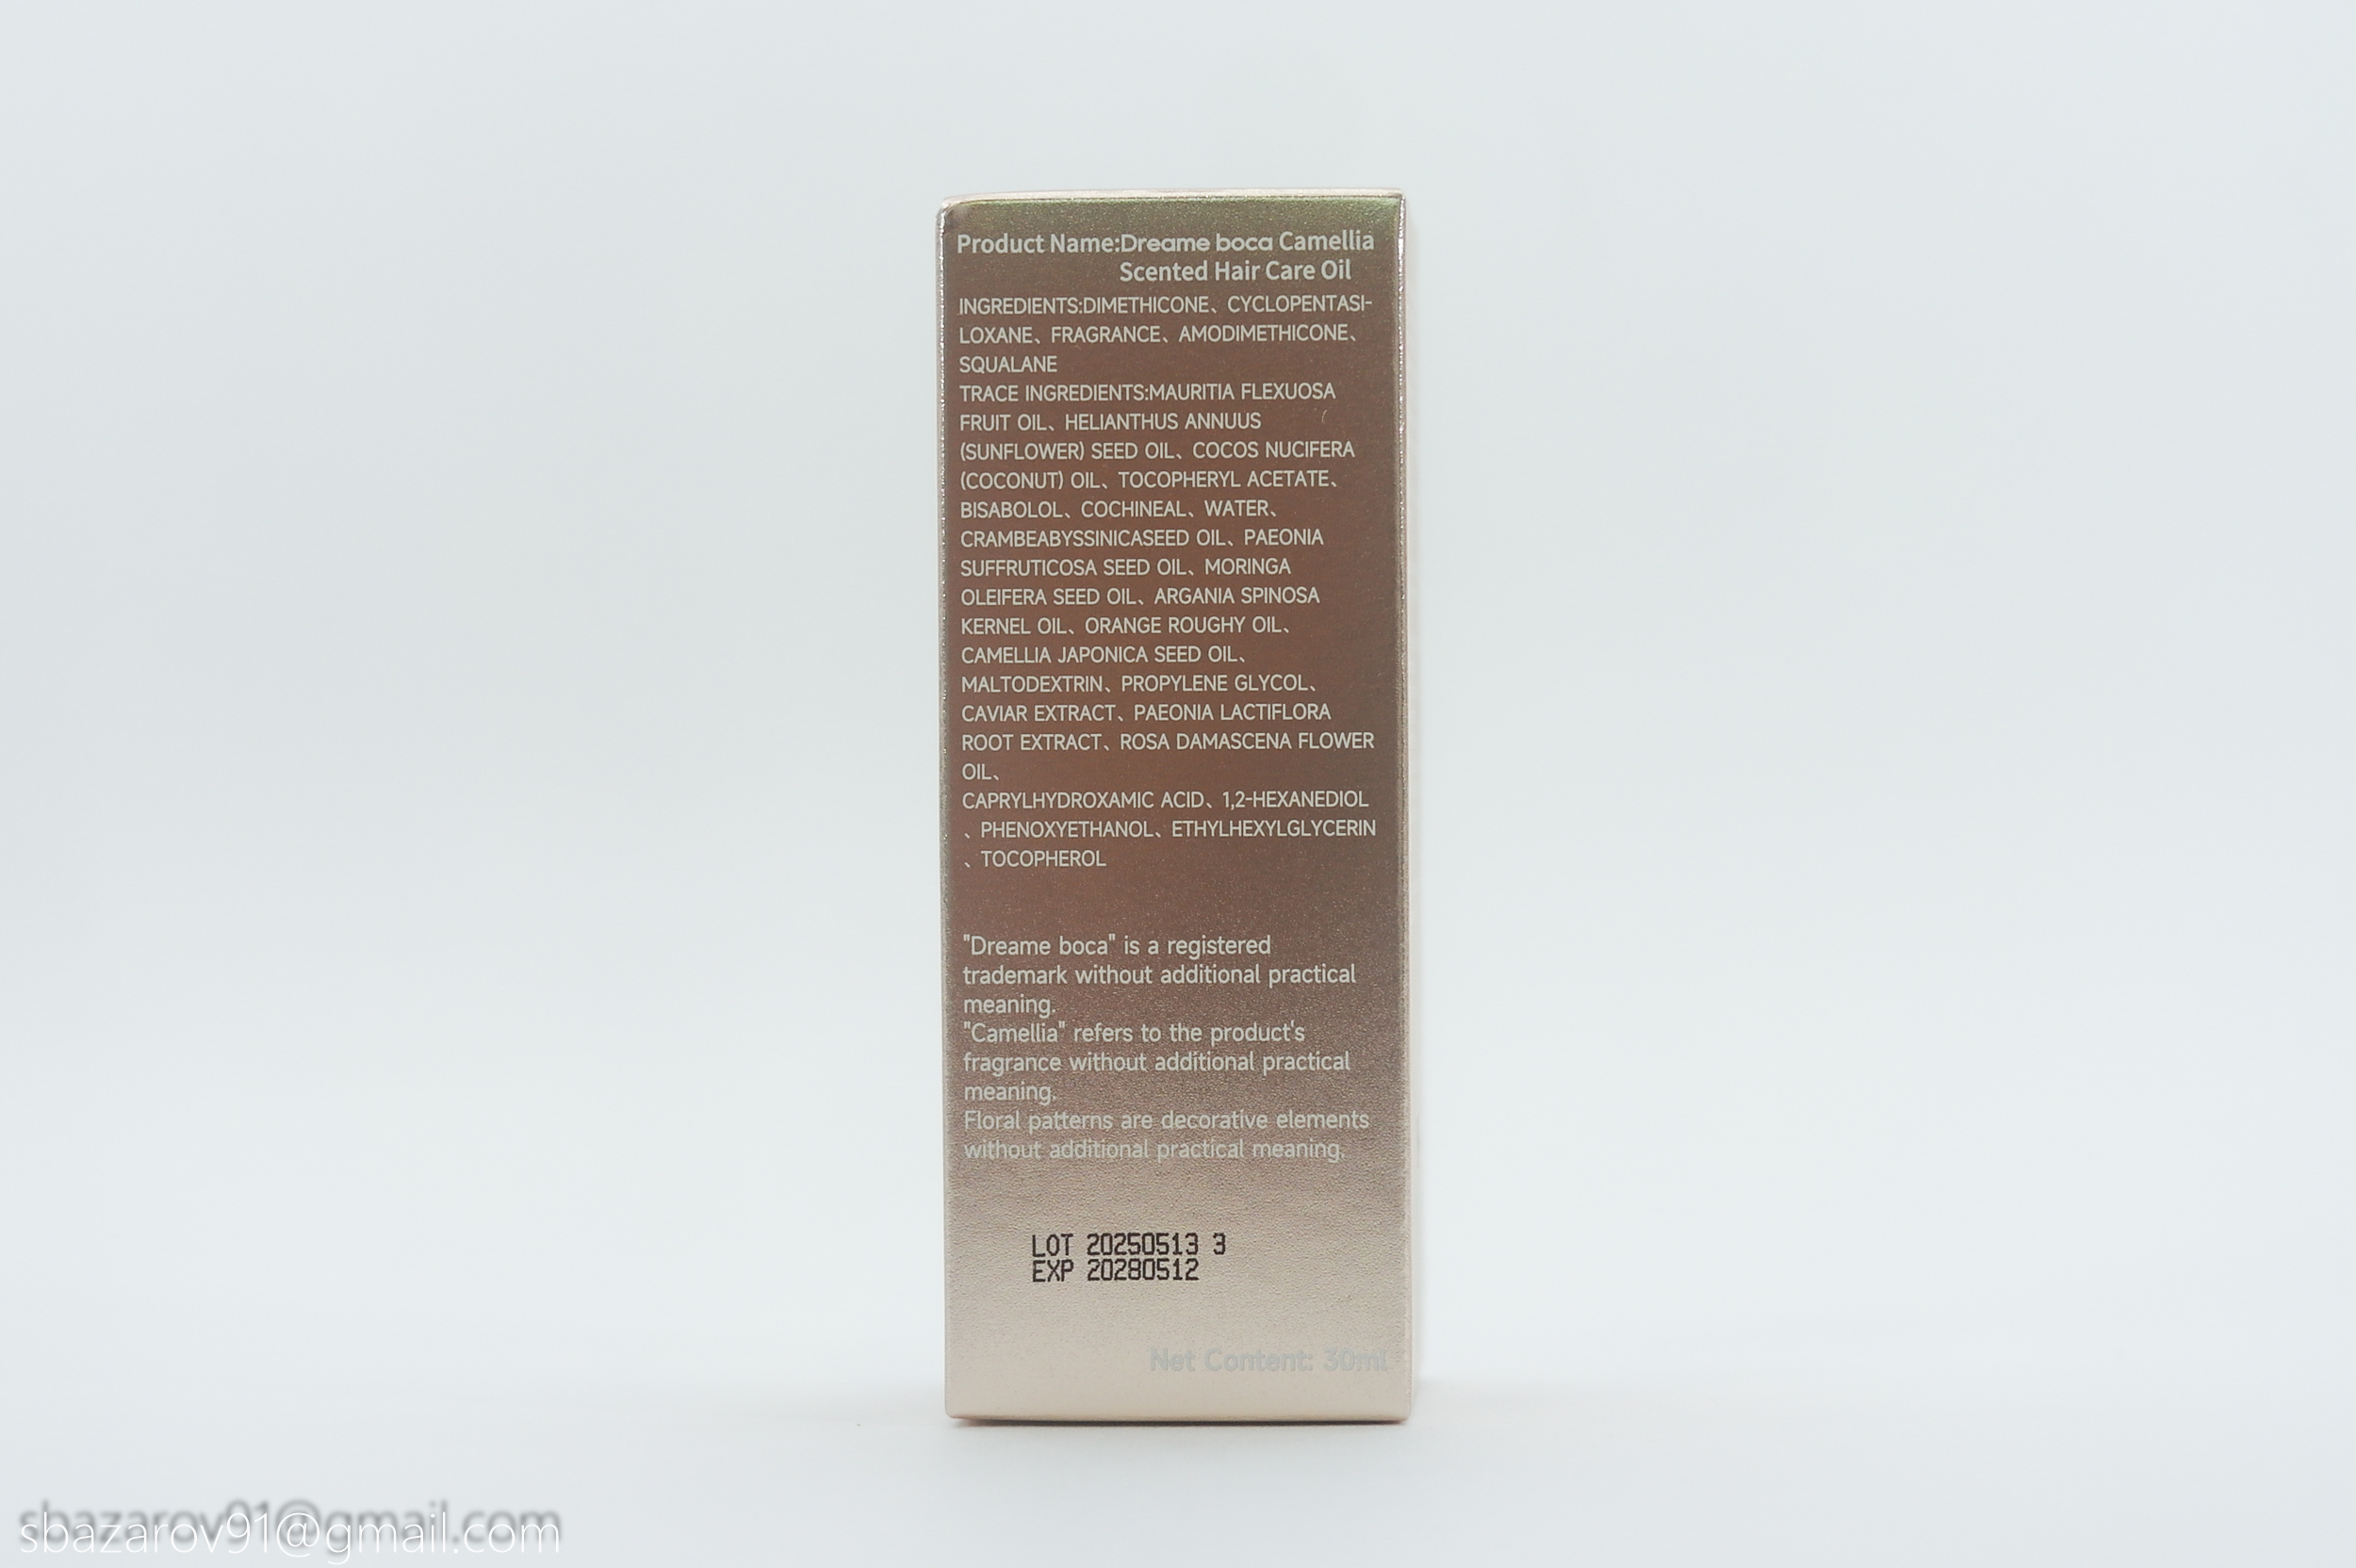 Product Name:Dreame boca Camellia
Scented Hair Care Oil
INGREDIENTS:DIMETHICONE、CYCLOPENTASI-
LOXANE、FRAGRANCE、AMODIMETHICONE、
SQUALANE
TRACE INGREDIENTS:MAURITIA FLEXUOSA
FRUIT OIL、HELIANTHUS ANNUUS
(SUNFLOWER) SEED OIL、COCOS NUCIFERA
(COCONUT) OIL、TOCOPHERYL ACETATE、
BISABOLOL、COCHINEAL、WATER、
CRAMBEABYSSINICASEED OIL、PAEONIA
SUFFRUTICOSA SEED OIL、MORINGA
OLEIFERA SEED OIL、ARGANIA SPINOSA
KERNEL OIL、ORANGE ROUGHY OIL、
CAMELLIA JAPONICA SEED OIL、
MALTODEXTRIN、PROPYLENE GLYCOL、
CAVIAR EXTRACT、PAEONIA LACTIFLORA
ROOT EXTRACT、ROSA DAMASCENA FLOWER
OIL、
CAPRYLHYDROXAMIC ACID、1,2-HEXANEDIOL
、PHENOXYETHANOL、ETHYLHEXYLGLYCERIN
、TOCOPHEROL
"Dreame boca" is a registered
trademark without additional practical
meaning.
"Camellia" refers to the product's
fragrance without additional practical
meaning.
Floral patterns are decorative elements
without additional practical meaning.
LOT 20250513 3
EXP 20280512
Net Content: 30ml
sbazarov91@gmail.com